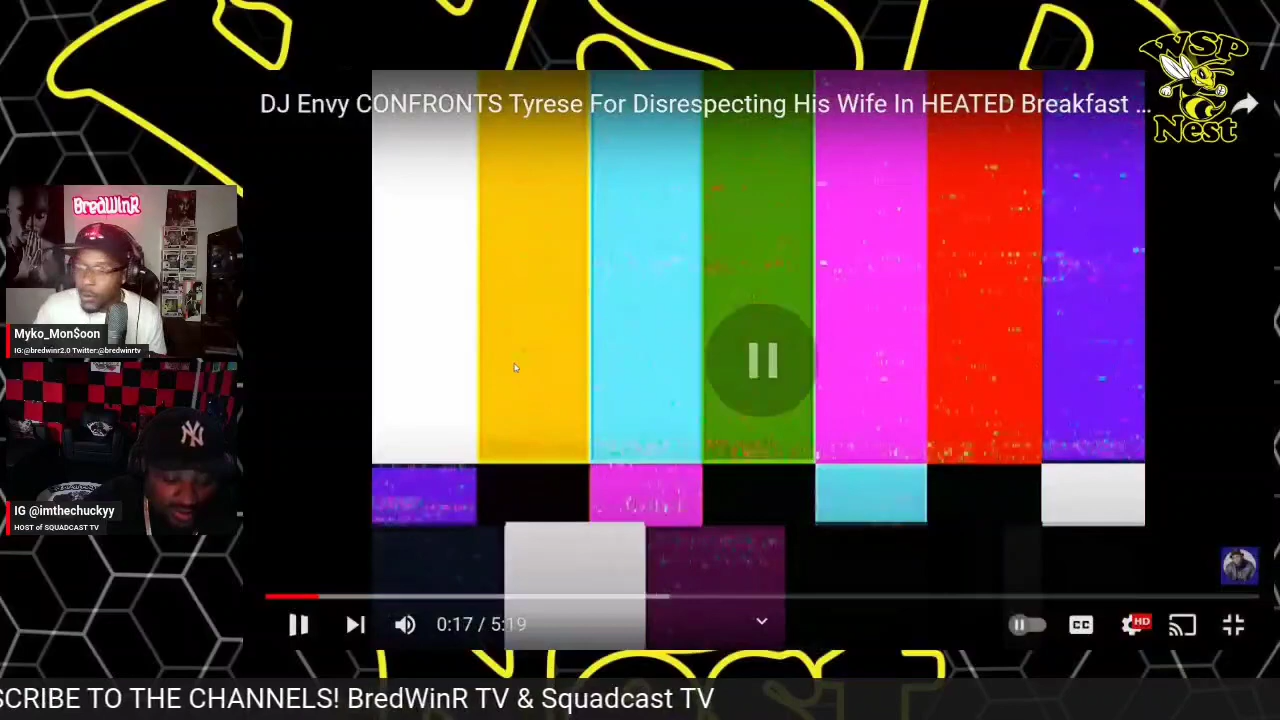 DJ Envy CONFRONTS Tyrese For Disrespecting His Wife In HEATED Breakfast ...
WSP
Nest
BredWinR
Myko_Mon$oon
IG:@bredwinr2.0 Twitter:@bredwinrtv
NY
IG @imthechuckyy
HOST of SQUADCAST TV
0:17 / 5:19
CC
HD
SCRIBE TO THE CHANNELS! BredWinR TV & Squadcast TV